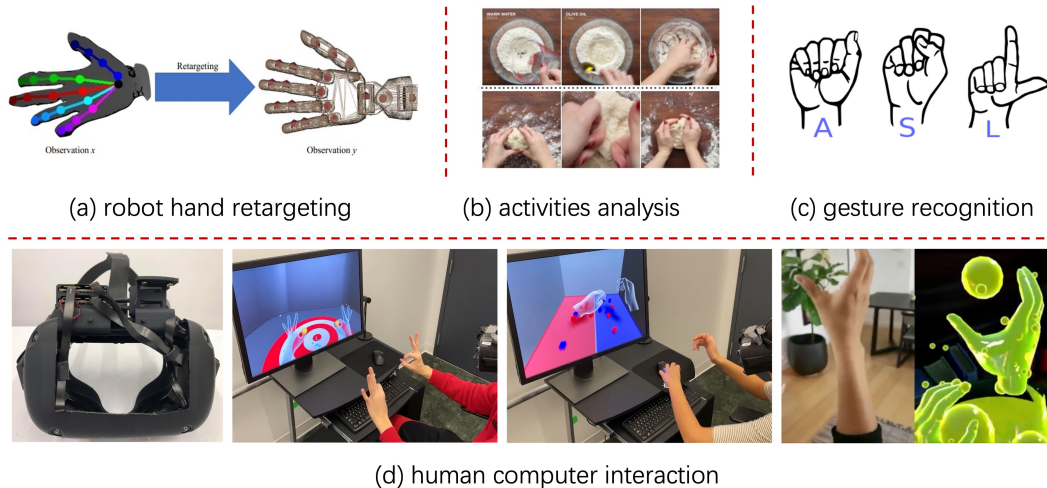 Retargeting
Observation x
Observation y
(a) robot hand retargeting
WARM WATER
OLIVE OIL
(b) activities analysis
A S L
(c) gesture recognition
(d) human computer interaction